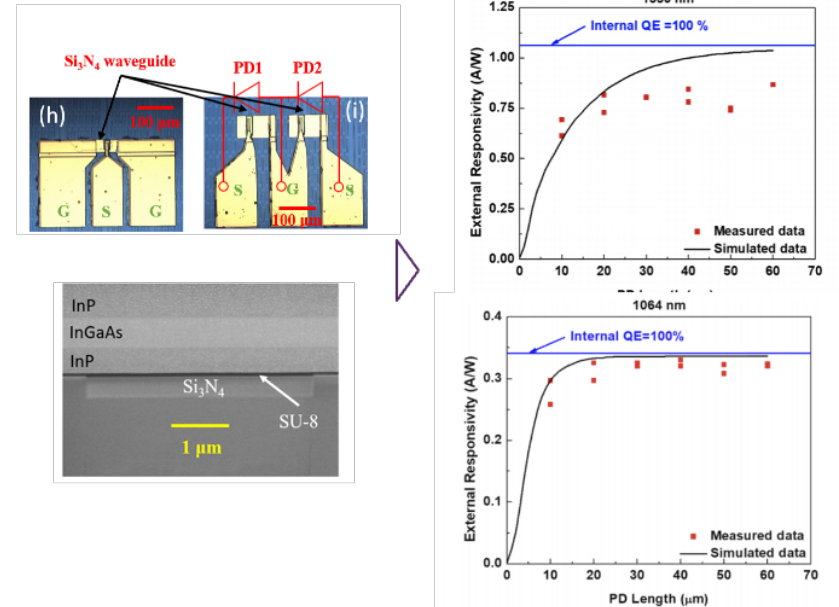 Si₃N₄ waveguide
PD1
PD2
(h)
100 µm
(i)
G
S
G
S
G
S
100 µm
InP
InGaAs
InP
Si₃N₄
SU-8
1 µm
1.25
1.00
0.75
0.50
0.25
0.00
External Responsivity (A/W)
Internal QE =100 %
Measured data
Simulated data
0 10 20 30 40 50 60 70
1064 nm
0.4
0.3
0.2
0.1
0.0
External Responsivity (A/W)
Internal QE=100%
Measured data
Simulated data
0 10 20 30 40 50 60 70
PD Length (µm)